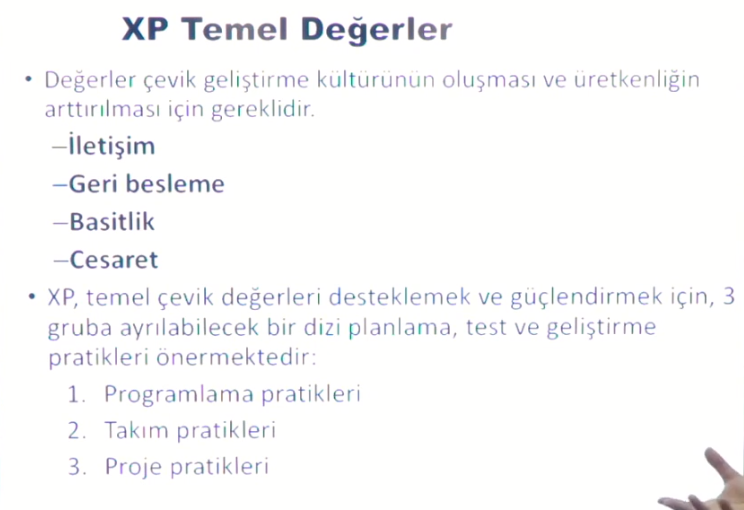 XP Temel Değerler
• Değerler çevik geliştirme kültürünün oluşması ve üretkenliğin
arttırılması için gereklidir.
–İletişim
–Geri besleme
–Basitlik
–Cesaret
• XP, temel çevik değerleri desteklemek ve güçlendirmek için, 3
gruba ayrılabilecek bir dizi planlama, test ve geliştirme
pratikleri önermektedir:
1. Programlama pratikleri
2. Takım pratikleri
3. Proje pratikleri